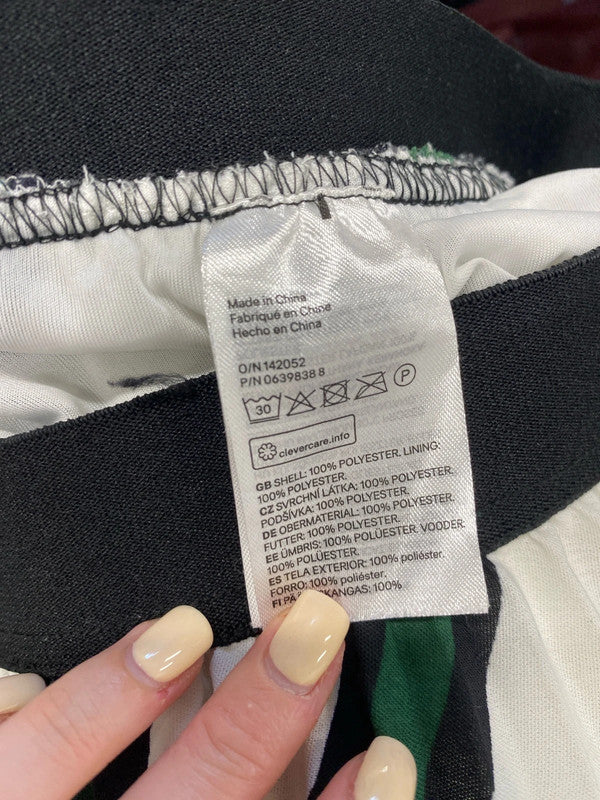 Made in China
Fabriqué en Chine
Hecho en China
O/N 142052
P/N 0639838 8
30
P
clevercare.info
GB SHELL: 100% POLYESTER. LINING:
100% POLYESTER.
CZ SVRCHNÍ LÁTKA: 100% POLYESTER.
PODŠÍVKA: 100% POLYESTER.
DE OBERMATERIAL: 100% POLYESTER.
FUTTER: 100% POLYESTER.
EE ÜMBRIS: 100% POLÜESTER. VOODER:
100% POLÜESTER.
ES TELA EXTERIOR: 100% poliéster.
FORRO: 100% poliéster.
FI 100%